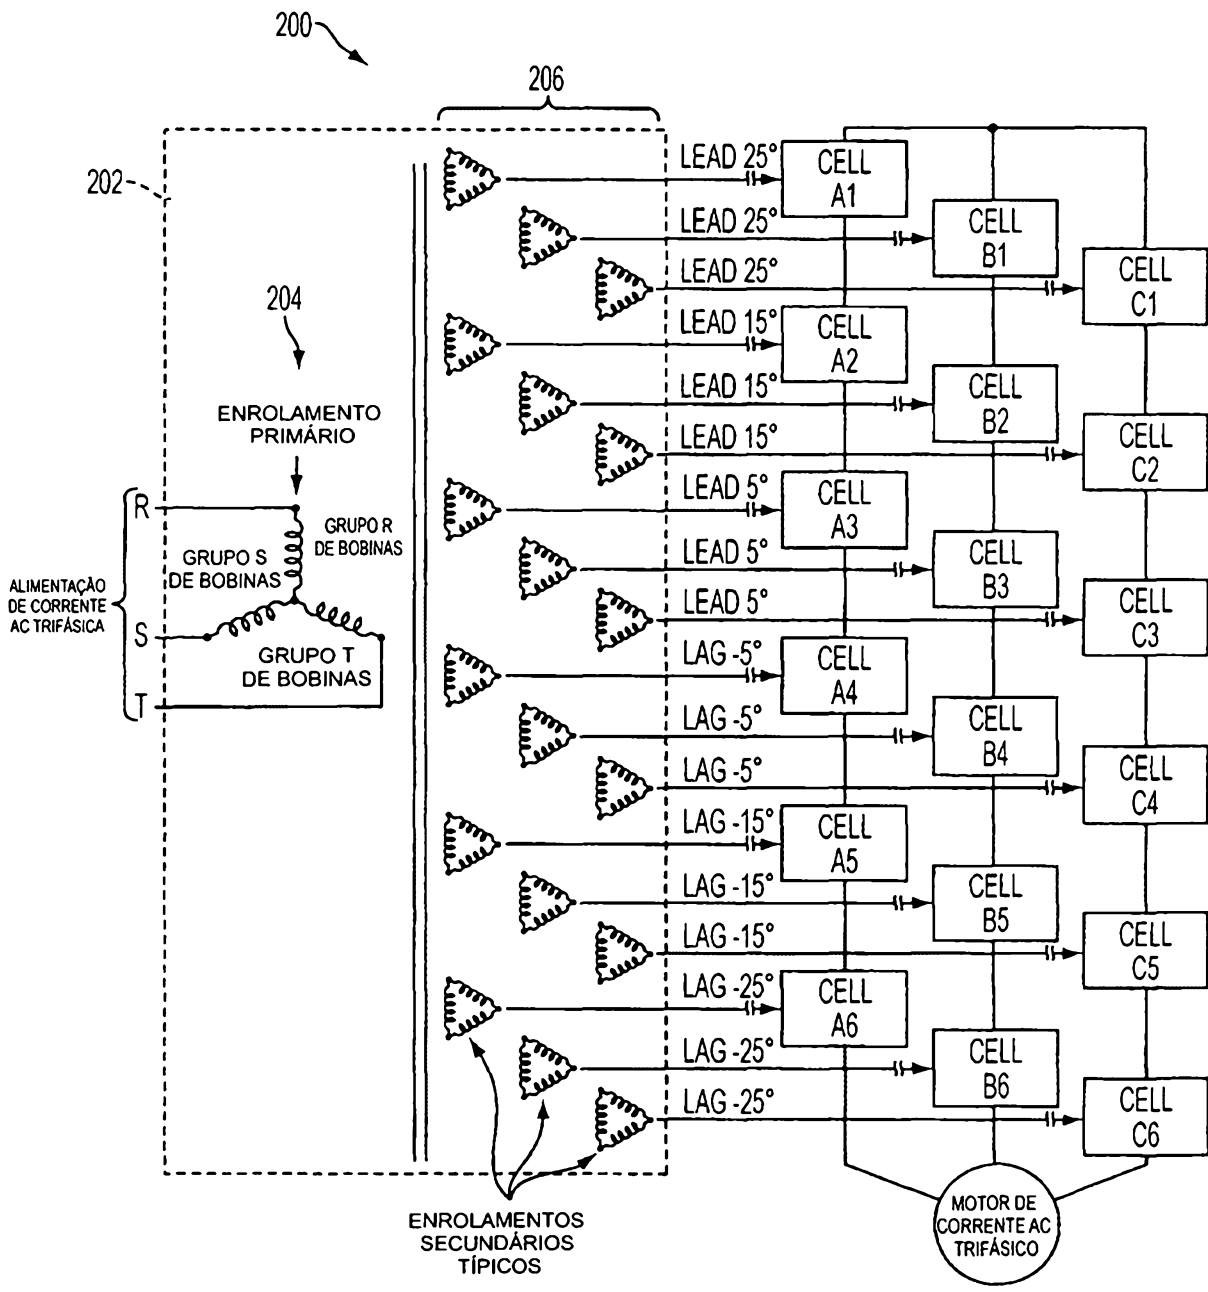 200
206
202
204
ENROLAMENTO
PRIMÁRIO
R
S
T
ALIMENTAÇÃO
DE CORRENTE
AC TRIFÁSICA
GRUPO R
DE BOBINAS
GRUPO S
DE BOBINAS
GRUPO T
DE BOBINAS
LEAD 25°
CELL
A1
LEAD 25°
CELL
B1
LEAD 25°
CELL
C1
LEAD 15°
CELL
A2
LEAD 15°
CELL
B2
LEAD 15°
CELL
C2
LEAD 5°
CELL
A3
LEAD 5°
CELL
B3
LEAD 5°
CELL
C3
LAG -5°
CELL
A4
LAG -5°
CELL
B4
LAG -5°
CELL
C4
LAG -15°
CELL
A5
LAG -15°
CELL
B5
LAG -15°
CELL
C5
LAG -25°
CELL
A6
LAG -25°
CELL
B6
LAG -25°
CELL
C6
ENROLAMENTOS
SECUNDÁRIOS
TÍPICOS
MOTOR DE
CORRENTE AC
TRIFÁSICO